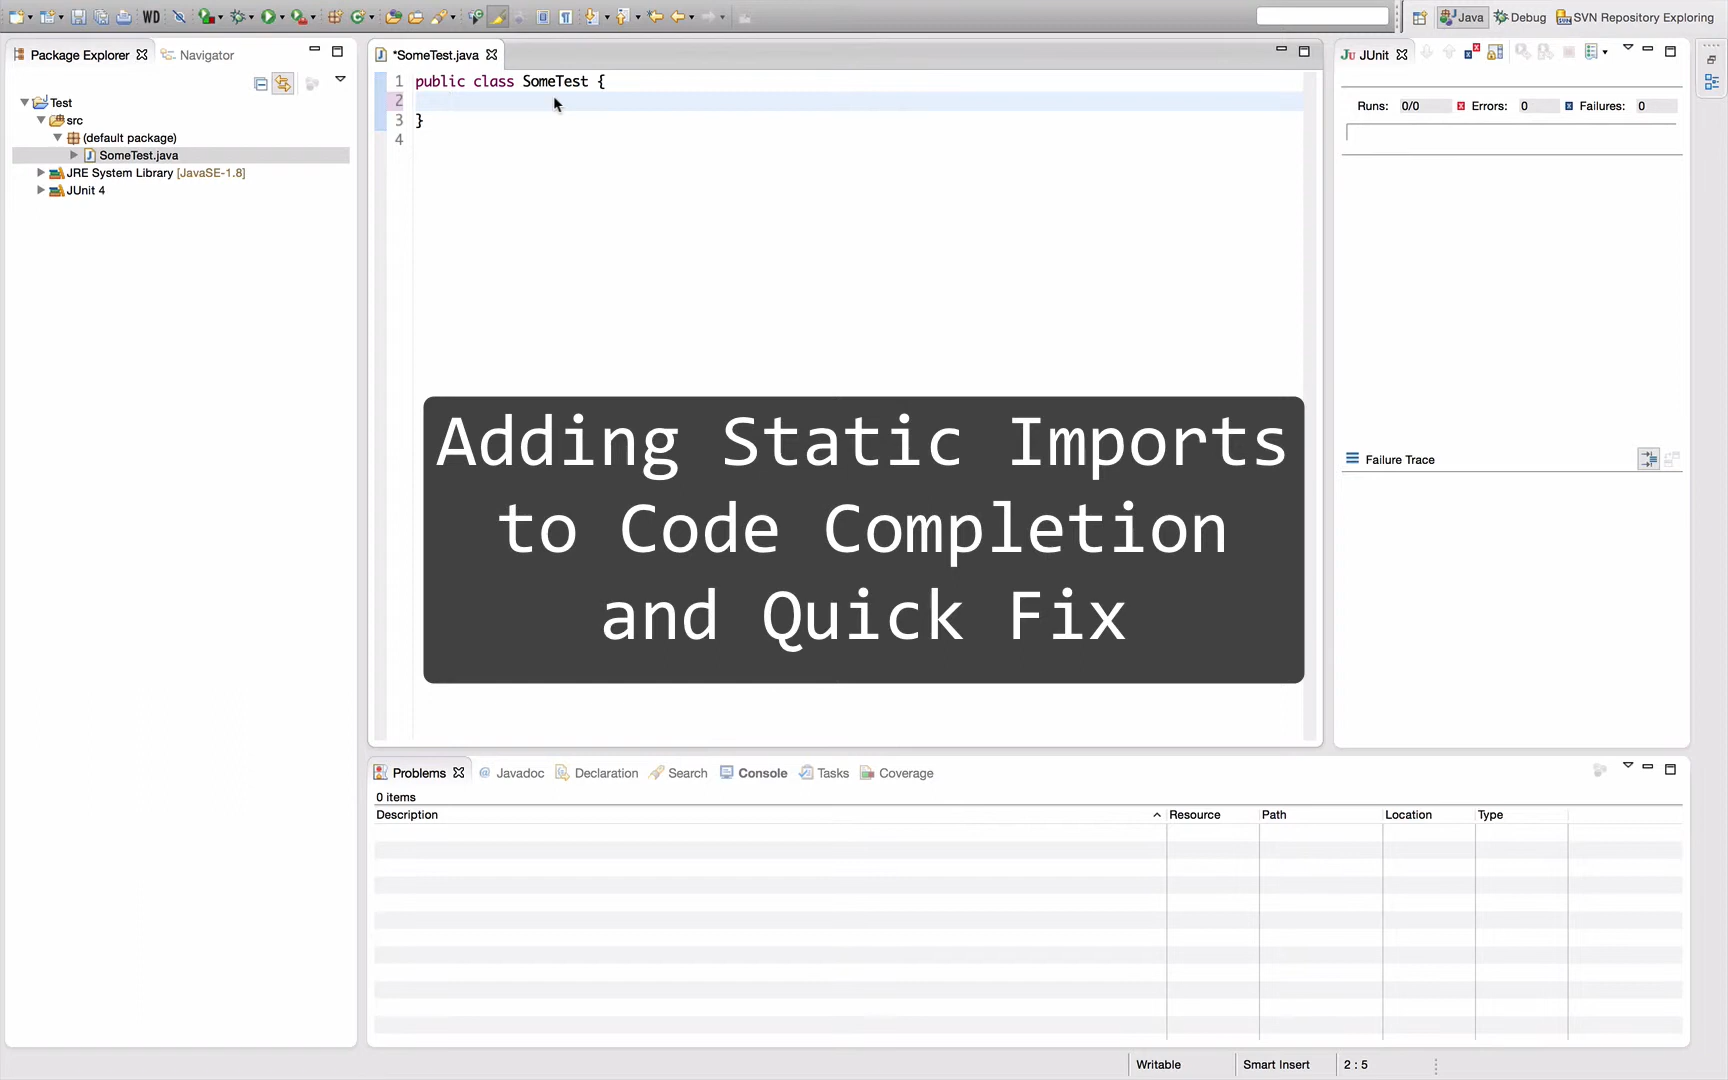 WD
Java
Debug
SVN Repository Exploring
Package Explorer
Navigator
*SomeTest.java
JUnit
1 public class SomeTest {
2
3 }
4
Test
src
(default package)
SomeTest.java
JRE System Library [JavaSE-1.8]
JUnit 4
Runs: 0/0 Errors: 0 Failures: 0
Failure Trace
Adding Static Imports
to Code Completion
and Quick Fix
Problems
Javadoc
Declaration
Search
Console
Tasks
Coverage
0 items
Description Resource Path Location Type
Writable Smart Insert 2 : 5